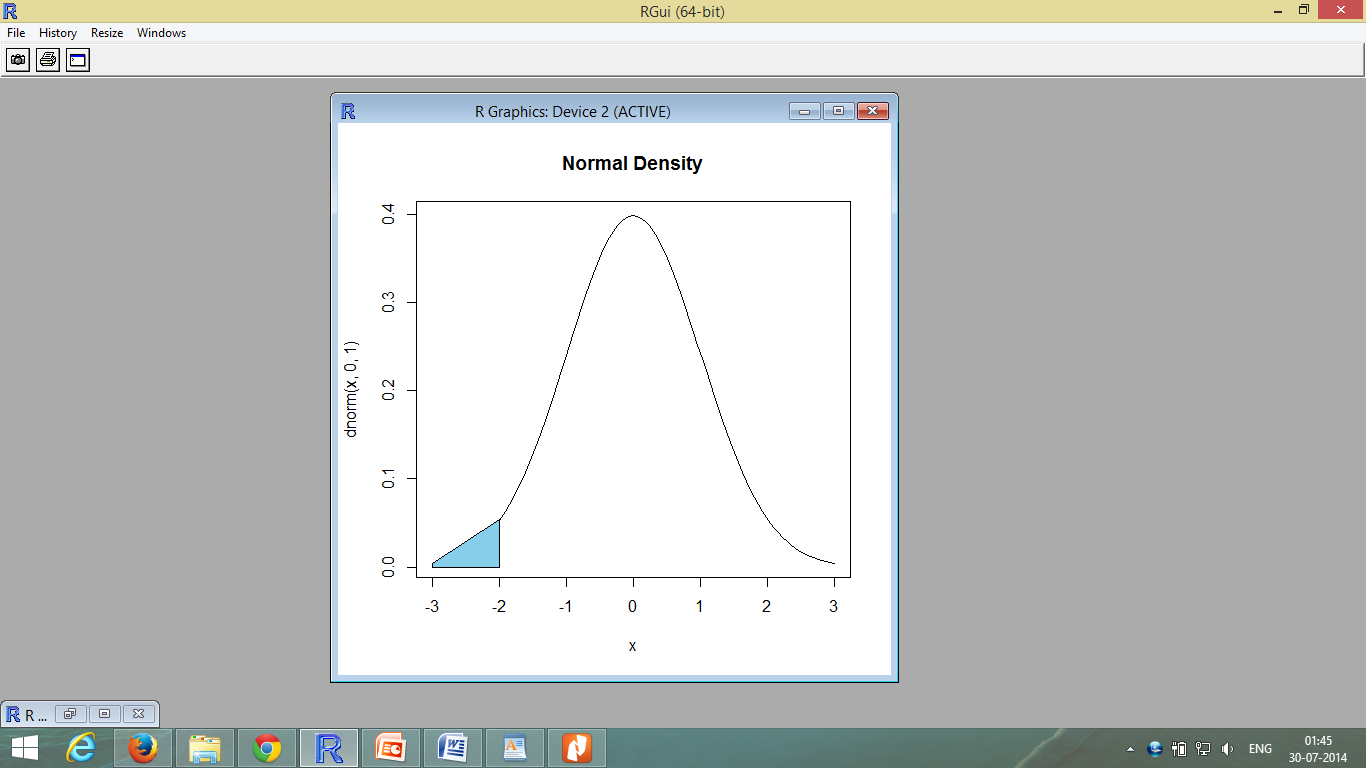 RGui (64-bit)
File History Resize Windows
R Graphics: Device 2 (ACTIVE)
Normal Density
dnorm(x, 0, 1)
0.4
0.3
0.2
0.1
0.0
-3 -2 -1 0 1 2 3
x
R ...
ENG
01:45
30-07-2014